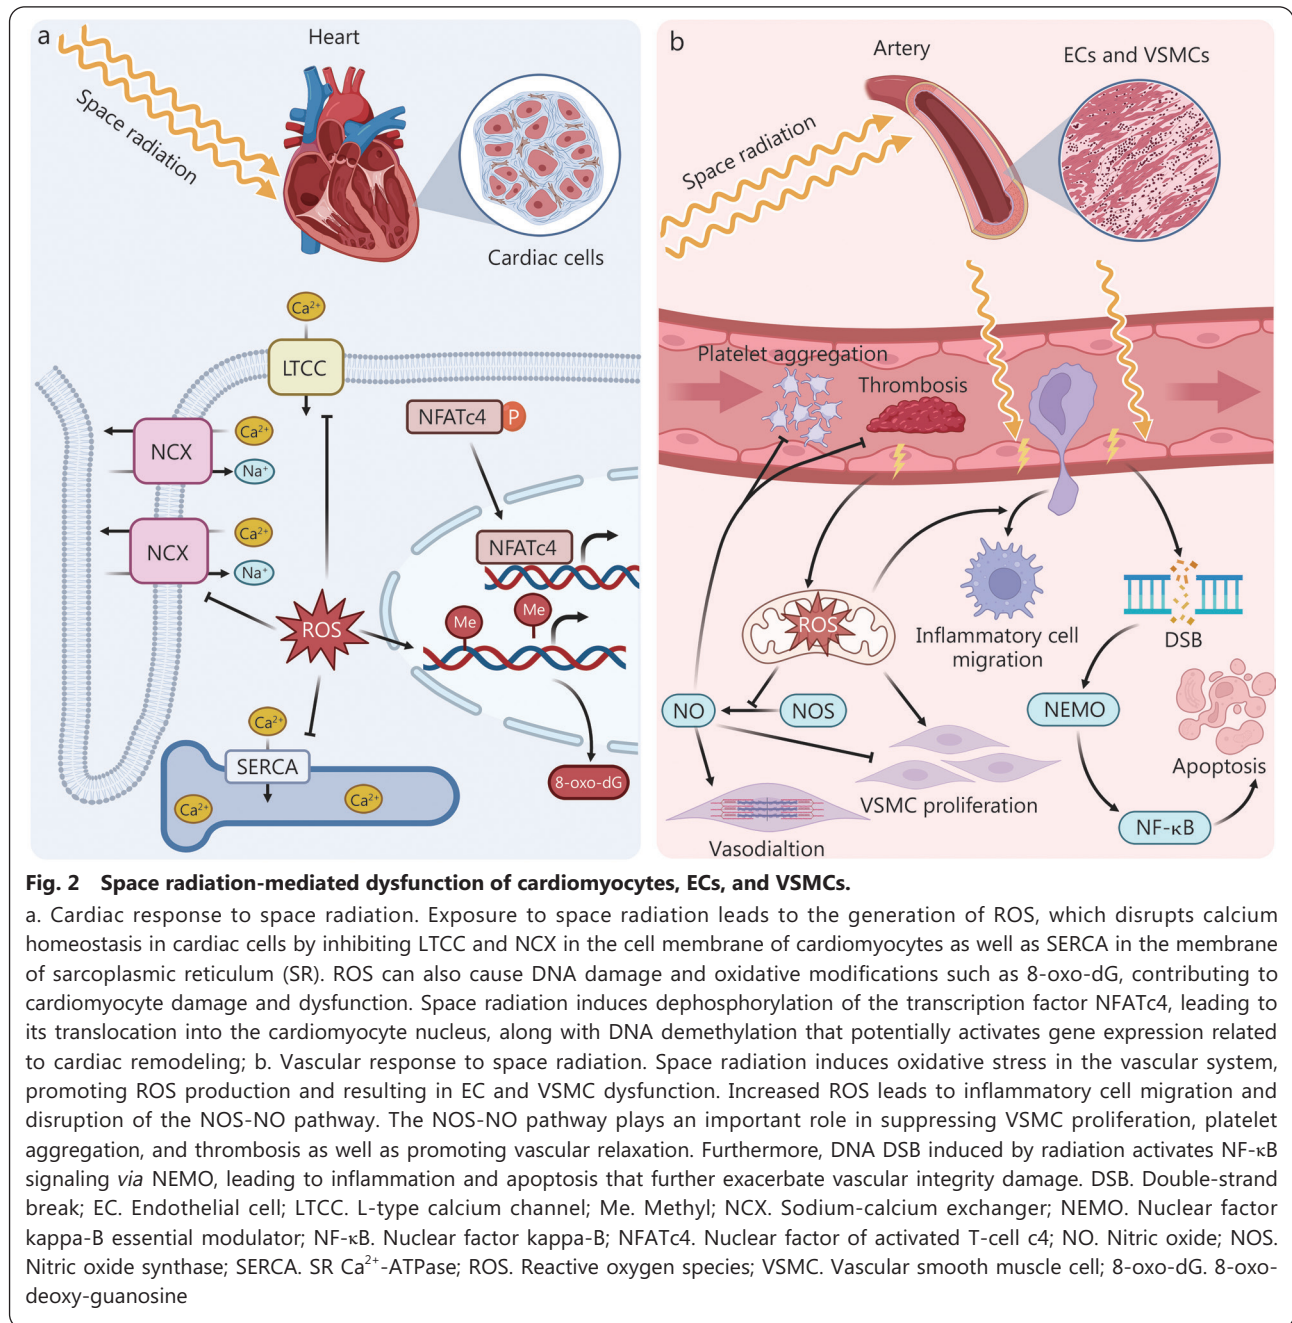 a
Heart
Space radiation
Cardiac cells
Ca²⁺
LTCC
NCX
Ca²⁺
Na⁺
NCX
Ca²⁺
Na⁺
NFATc4
P
NFATc4
Me
Me
ROS
Ca²⁺
SERCA
Ca²⁺
Ca²⁺
8-oxo-dG
b
Artery
ECs and VSMCs
Space radiation
Platelet aggregation
Thrombosis
ROS
Inflammatory cell
migration
DSB
NO
NOS
NEMO
VSMC proliferation
Apoptosis
Vasodialtion
NF-κB
Fig. 2 Space radiation-mediated dysfunction of cardiomyocytes, ECs, and VSMCs.
a. Cardiac response to space radiation. Exposure to space radiation leads to the generation of ROS, which disrupts calcium
homeostasis in cardiac cells by inhibiting LTCC and NCX in the cell membrane of cardiomyocytes as well as SERCA in the membrane
of sarcoplasmic reticulum (SR). ROS can also cause DNA damage and oxidative modifications such as 8-oxo-dG, contributing to
cardiomyocyte damage and dysfunction. Space radiation induces dephosphorylation of the transcription factor NFATc4, leading to
its translocation into the cardiomyocyte nucleus, along with DNA demethylation that potentially activates gene expression related
to cardiac remodeling; b. Vascular response to space radiation. Space radiation induces oxidative stress in the vascular system,
promoting ROS production and resulting in EC and VSMC dysfunction. Increased ROS leads to inflammatory cell migration and
disruption of the NOS-NO pathway. The NOS-NO pathway plays an important role in suppressing VSMC proliferation, platelet
aggregation, and thrombosis as well as promoting vascular relaxation. Furthermore, DNA DSB induced by radiation activates NF-κB
signaling via NEMO, leading to inflammation and apoptosis that further exacerbate vascular integrity damage. DSB. Double-strand
break; EC. Endothelial cell; LTCC. L-type calcium channel; Me. Methyl; NCX. Sodium-calcium exchanger; NEMO. Nuclear factor
kappa-B essential modulator; NF-κB. Nuclear factor kappa-B; NFATc4. Nuclear factor of activated T-cell c4; NO. Nitric oxide; NOS.
Nitric oxide synthase; SERCA. SR Ca²⁺-ATPase; ROS. Reactive oxygen species; VSMC. Vascular smooth muscle cell; 8-oxo-dG. 8-oxo-
deoxy-guanosine